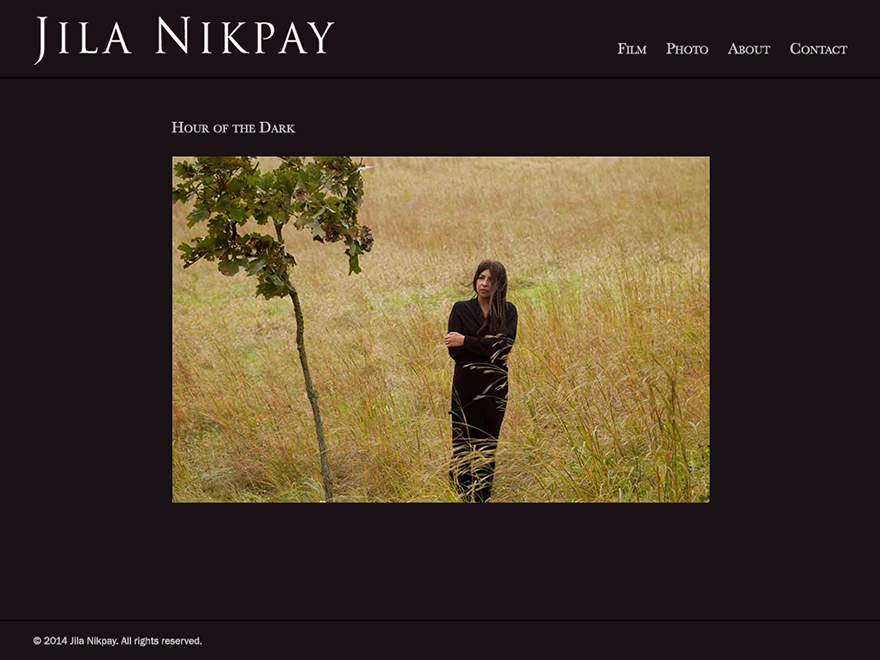 Jila Nikpay
Film Photo About Contact
Hour of the Dark
© 2014 Jila Nikpay. All rights reserved.